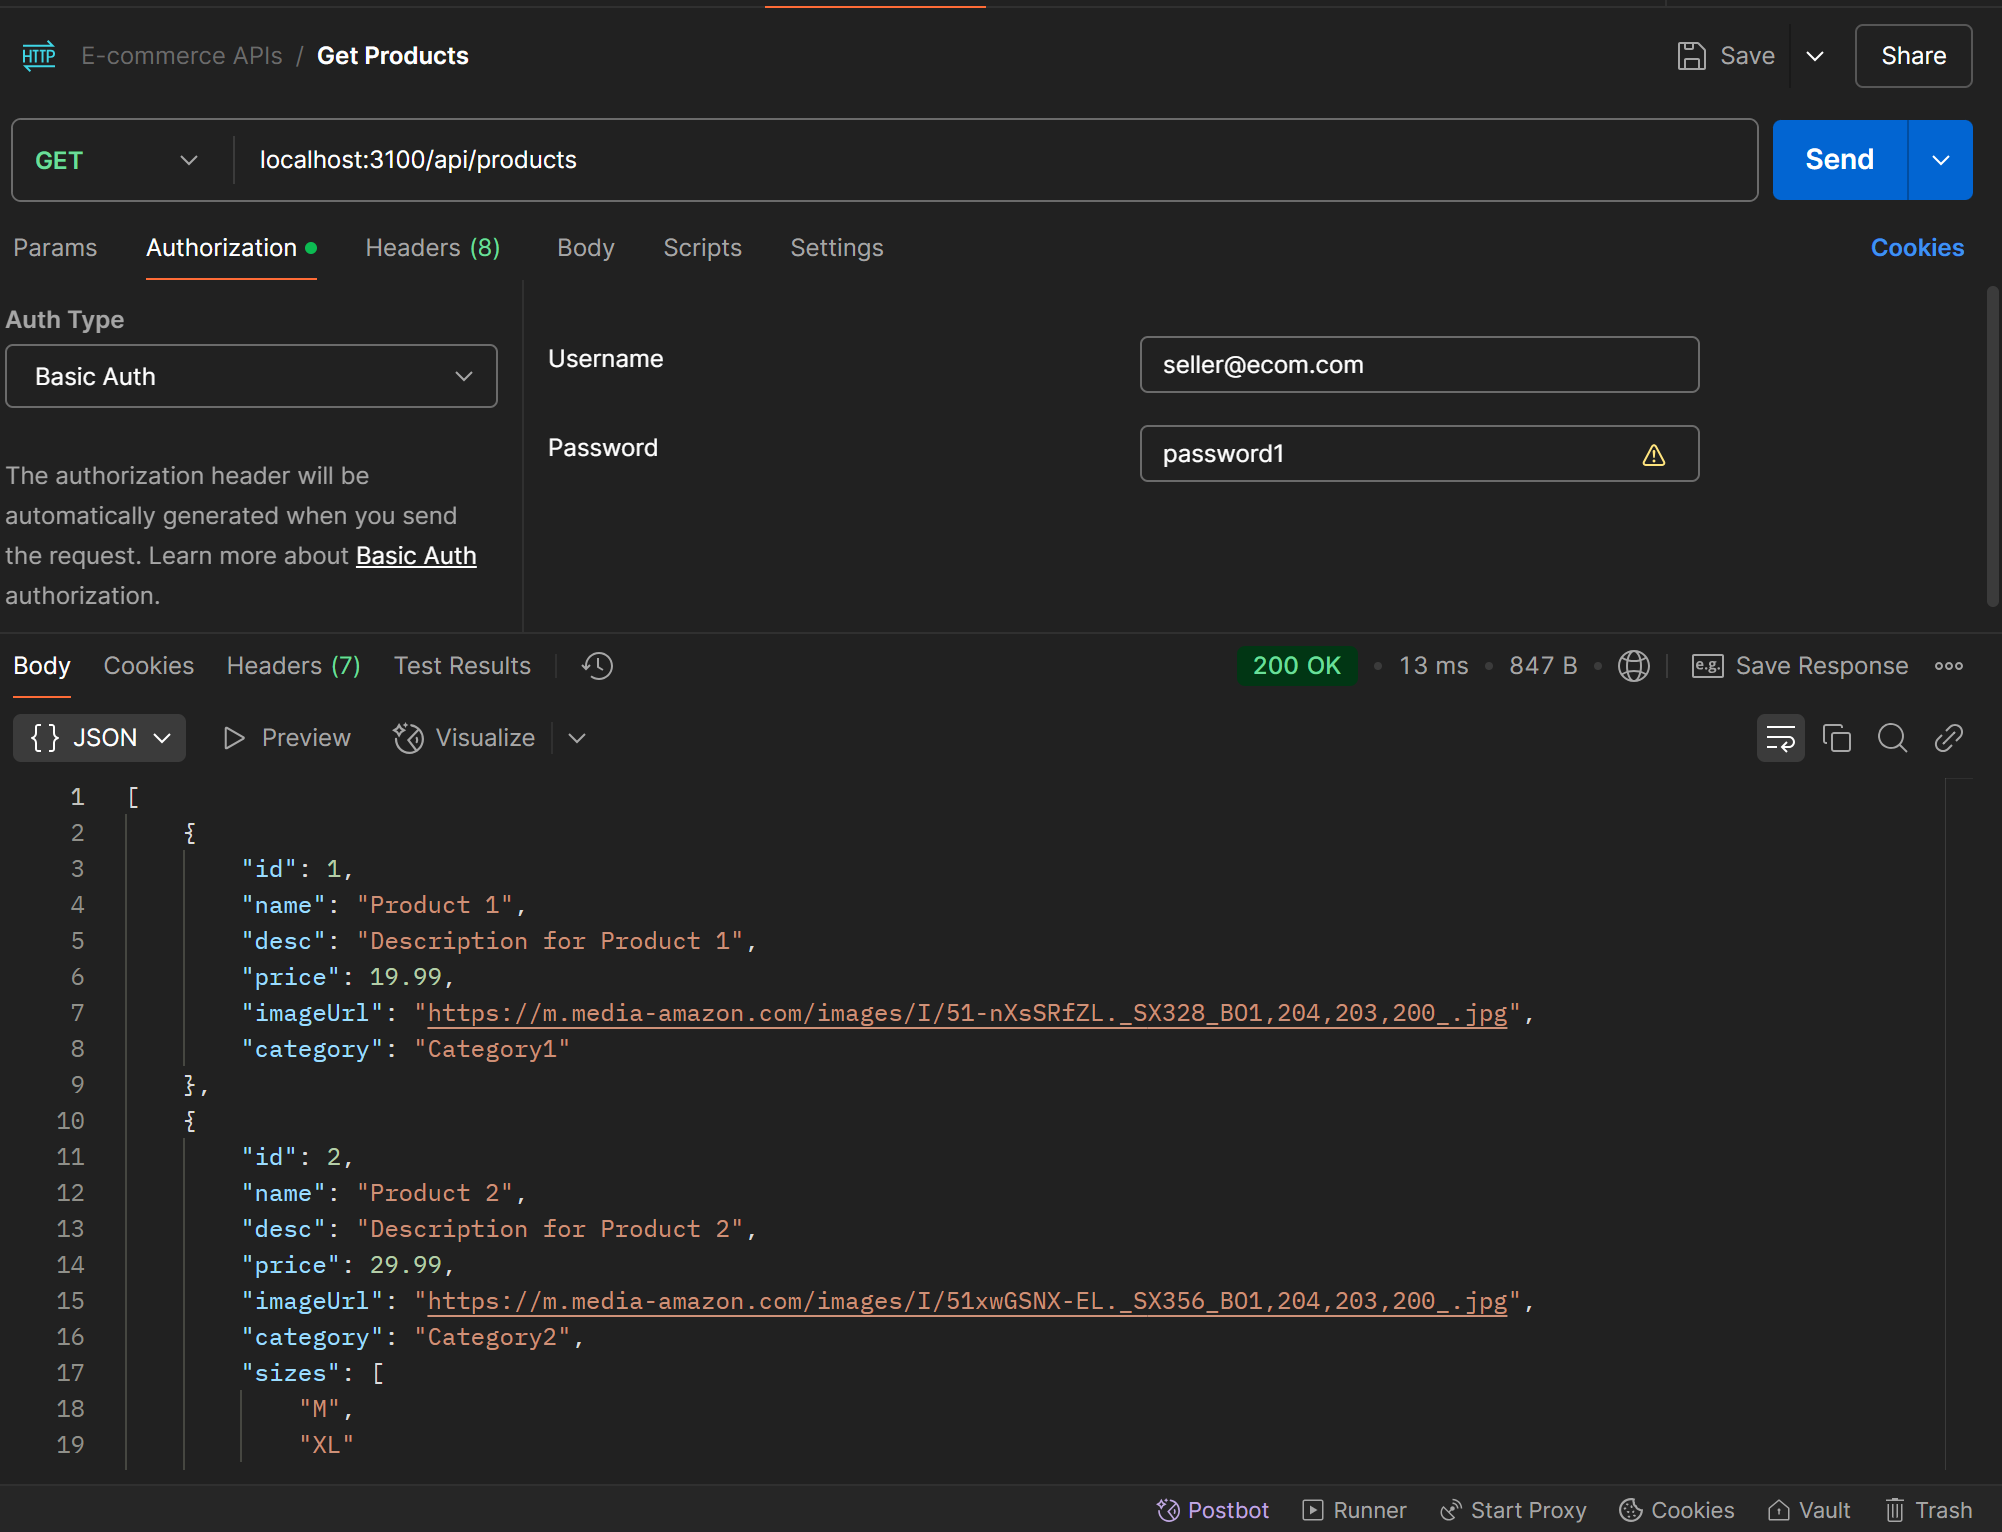 HTTP E-commerce APIs / Get Products Save Share
GET localhost:3100/api/products Send
Params Authorization Headers (8) Body Scripts Settings Cookies
Auth Type
Basic Auth
The authorization header will be
automatically generated when you send
the request. Learn more about Basic Auth
authorization.
Username seller@ecom.com
Password password1
Body Cookies Headers (7) Test Results 200 OK • 13 ms • 847 B • e.g. Save Response
{} JSON Preview Visualize
1 [
2 {
3 "id": 1,
4 "name": "Product 1",
5 "desc": "Description for Product 1",
6 "price": 19.99,
7 "imageUrl": "https://m.media-amazon.com/images/I/51-nXsSRfZL._SX328_BO1,204,203,200_.jpg",
8 "category": "Category1"
9 },
10 {
11 "id": 2,
12 "name": "Product 2",
13 "desc": "Description for Product 2",
14 "price": 29.99,
15 "imageUrl": "https://m.media-amazon.com/images/I/51xwGSNX-EL._SX356_BO1,204,203,200_.jpg",
16 "category": "Category2",
17 "sizes": [
18 "M",
19 "XL"
Postbot Runner Start Proxy Cookies Vault Trash